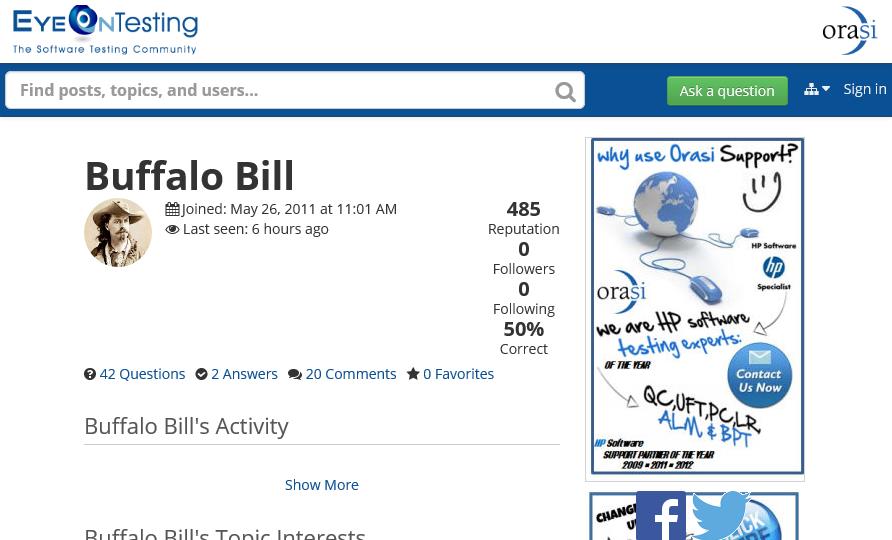 EyeOnTesting
The Software Testing Community
orasi
Find posts, topics, and users...
Ask a question
Sign in
Buffalo Bill
Joined: May 26, 2011 at 11:01 AM
Last seen: 6 hours ago
485
Reputation
0
Followers
0
Following
50%
Correct
42 Questions 2 Answers 20 Comments 0 Favorites
Buffalo Bill's Activity
Show More
Buffalo Bill's Topic Interests
why use Orasi Support?
HP Software
hp
Specialist
orasi
we are HP software
testing experts:
OF THE YEAR
Contact
Us Now
QC, UFT, PC, LR,
ALM & BPT
HP Software
SUPPORT PARTNER OF THE YEAR
2009 ▪ 2011 ▪ 2012